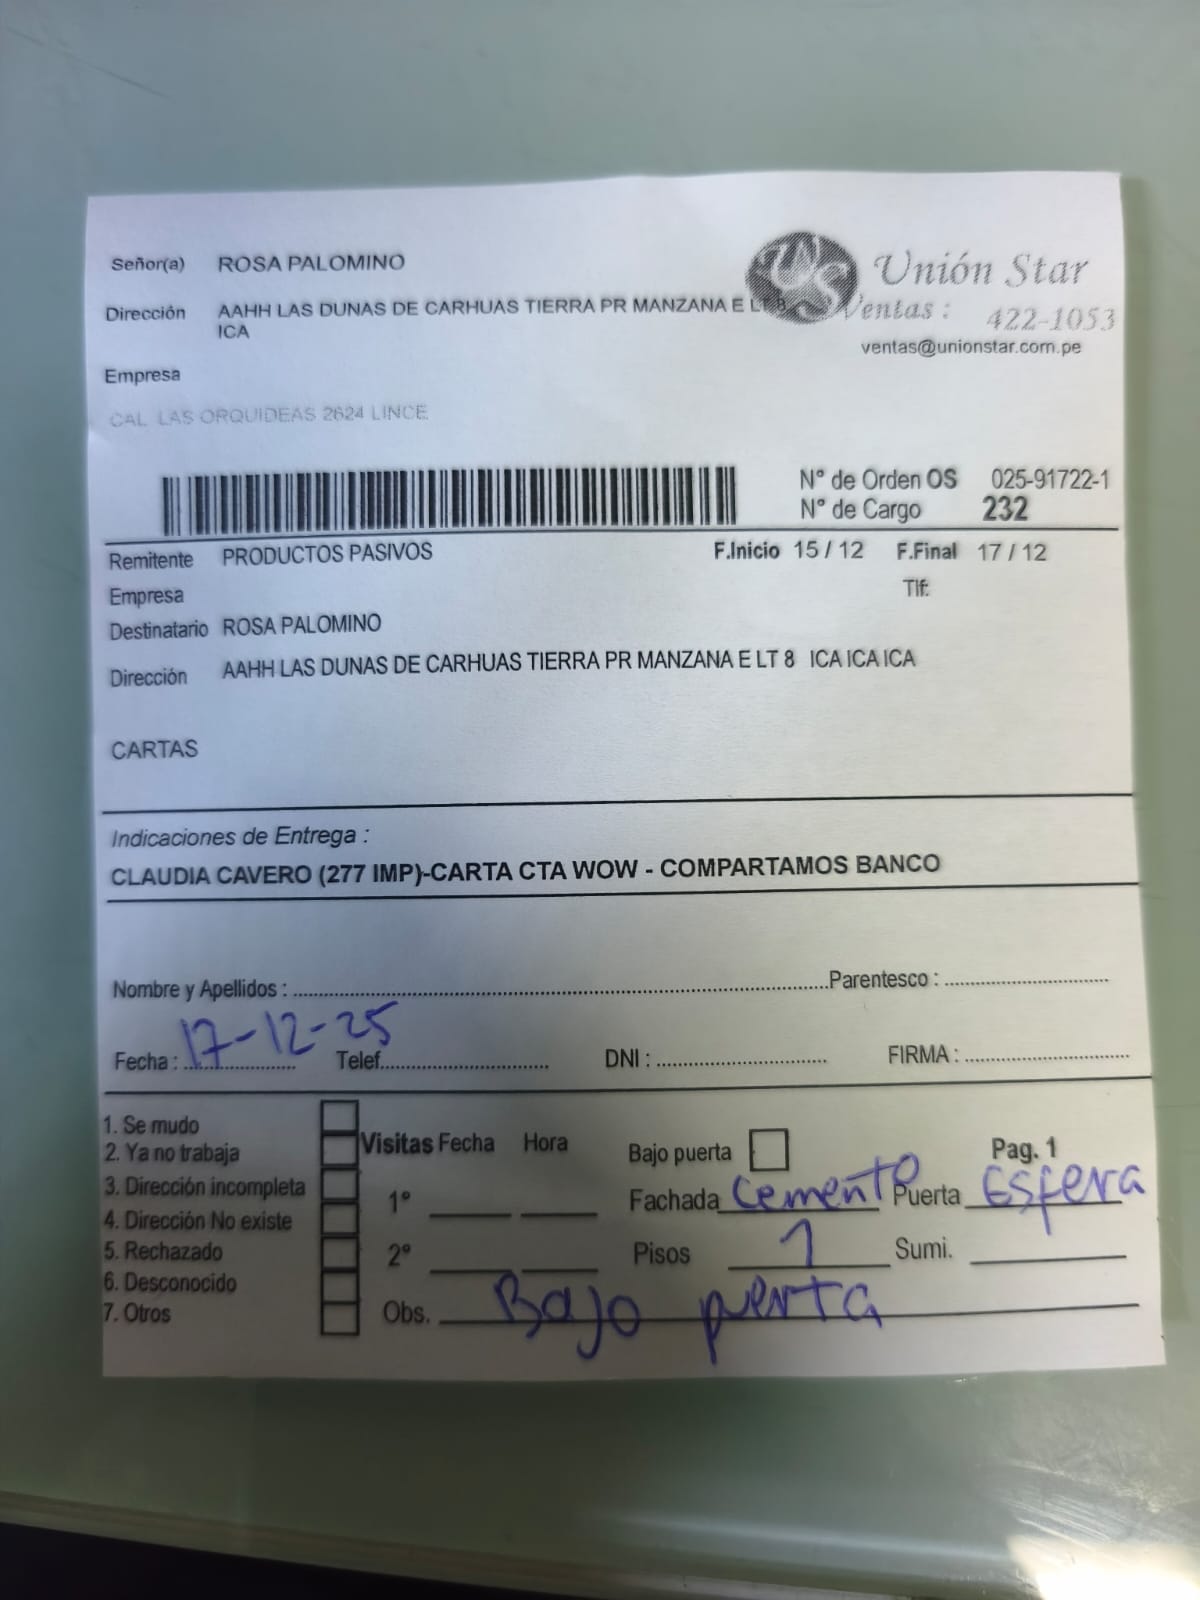 Señor(a) ROSA PALOMINO
Dirección AAHH LAS DUNAS DE CARHUAS TIERRA PR MANZANA E LT 8
ICA
Unión Star
Ventas : 422-1053
ventas@unionstar.com.pe
Empresa
CAL LAS ORQUIDEAS 2624 LINCE
Nº de Orden OS 025-91722-1
Nº de Cargo 232
Remitente PRODUCTOS PASIVOS F.Inicio 15 / 12 F.Final 17 / 12
Empresa Tlf:
Destinatario ROSA PALOMINO
Dirección AAHH LAS DUNAS DE CARHUAS TIERRA PR MANZANA E LT 8 ICA ICA ICA
CARTAS
Indicaciones de Entrega :
CLAUDIA CAVERO (277 IMP)-CARTA CTA WOW - COMPARTAMOS BANCO
Nombre y Apellidos : Parentesco :
Fecha : 17-12-25 Telef. DNI : FIRMA :
1. Se mudo
2. Ya no trabaja
3. Dirección incompleta
4. Dirección No existe
5. Rechazado
6. Desconocido
7. Otros
Visitas Fecha Hora
1º
2º
Bajo puerta Pag. 1
Fachada Cemento Puerta Esfera
Pisos 1 Sumi.
Obs. Bajo puerta